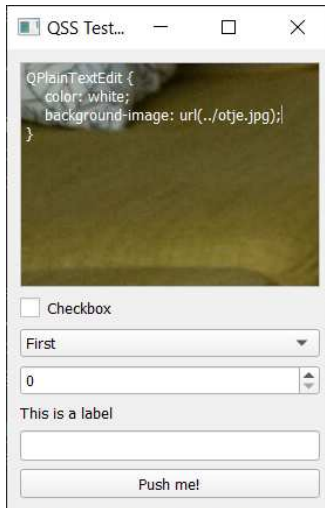 QSS Test...
QPlainTextEdit {
    color: white;
    background-image: url(../otje.jpg);
}
Checkbox
First
0
This is a label
Push me!